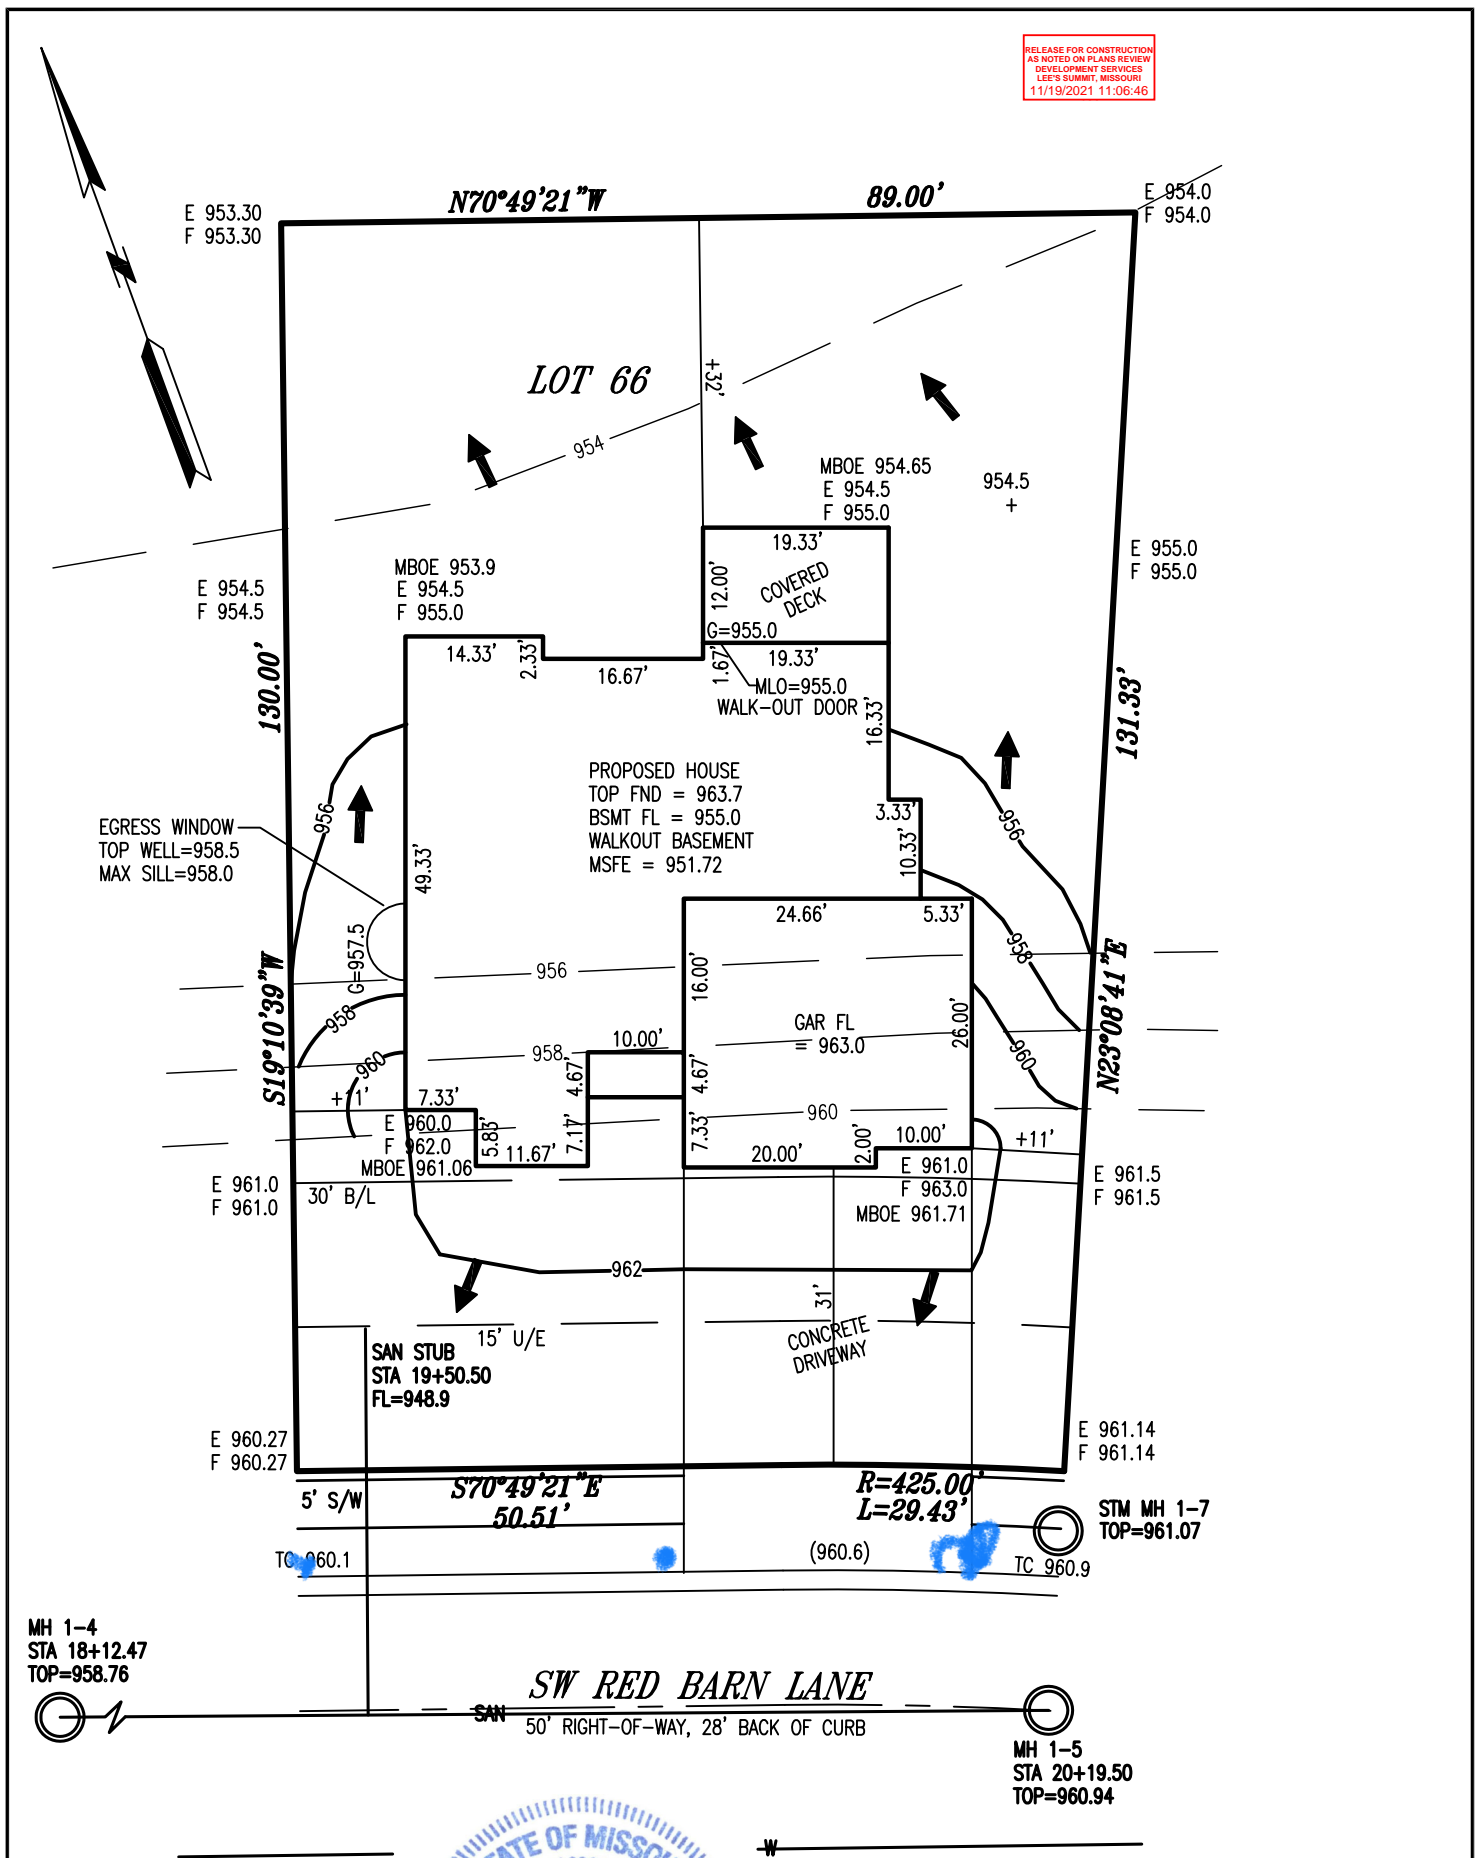 RELEASE FOR CONSTRUCTION
AS NOTED ON PLANS REVIEW
DEVELOPMENT SERVICES
LEE'S SUMMIT, MISSOURI
11/19/2021 11:06:46
N70°49'21"W
89.00'
E 953.30
F 953.30
E 954.0
F 954.0
LOT 66
+32'
954
MBOE 954.65
E 954.5
F 955.0
954.5
+
19.33'
12.00'
COVERED
DECK
G=955.0
E 955.0
F 955.0
MBOE 953.9
E 954.5
F 955.0
E 954.5
F 954.5
14.33'
2.33'
16.67'
1.67'
19.33'
MLO=955.0
WALK-OUT DOOR
16.33'
130.00'
131.33'
PROPOSED HOUSE
TOP FND = 963.7
BSMT FL = 955.0
WALKOUT BASEMENT
MSFE = 951.72
3.33'
10.33'
956
956
EGRESS WINDOW
TOP WELL=958.5
MAX SILL=958.0
49.33'
24.66'
5.33'
G=957.5
S19°10'39"W
N23°08'41"E
956
16.00'
958
958
GAR FL
= 963.0
26.00'
10.00'
958
960
960
4.67'
4.67'
+11'
7.33'
960
E 960.0
F 962.0
MBOE 961.06
5.83'
11.67'
7.17'
7.33'
20.00'
2.00'
10.00'
+11'
E 961.0
F 963.0
MBOE 961.71
E 961.0
F 961.0
30' B/L
E 961.5
F 961.5
962
31'
15' U/E
CONCRETE
DRIVEWAY
SAN STUB
STA 19+50.50
FL=948.9
E 960.27
F 960.27
E 961.14
F 961.14
S70°49'21"E
50.51'
R=425.00'
L=29.43'
5' S/W
STM MH 1-7
TOP=961.07
TC 960.1
(960.6)
TC 960.9
MH 1-4
STA 18+12.47
TOP=958.76
SW RED BARN LANE
SAN
50' RIGHT-OF-WAY, 28' BACK OF CURB
MH 1-5
STA 20+19.50
TOP=960.94
OF
W